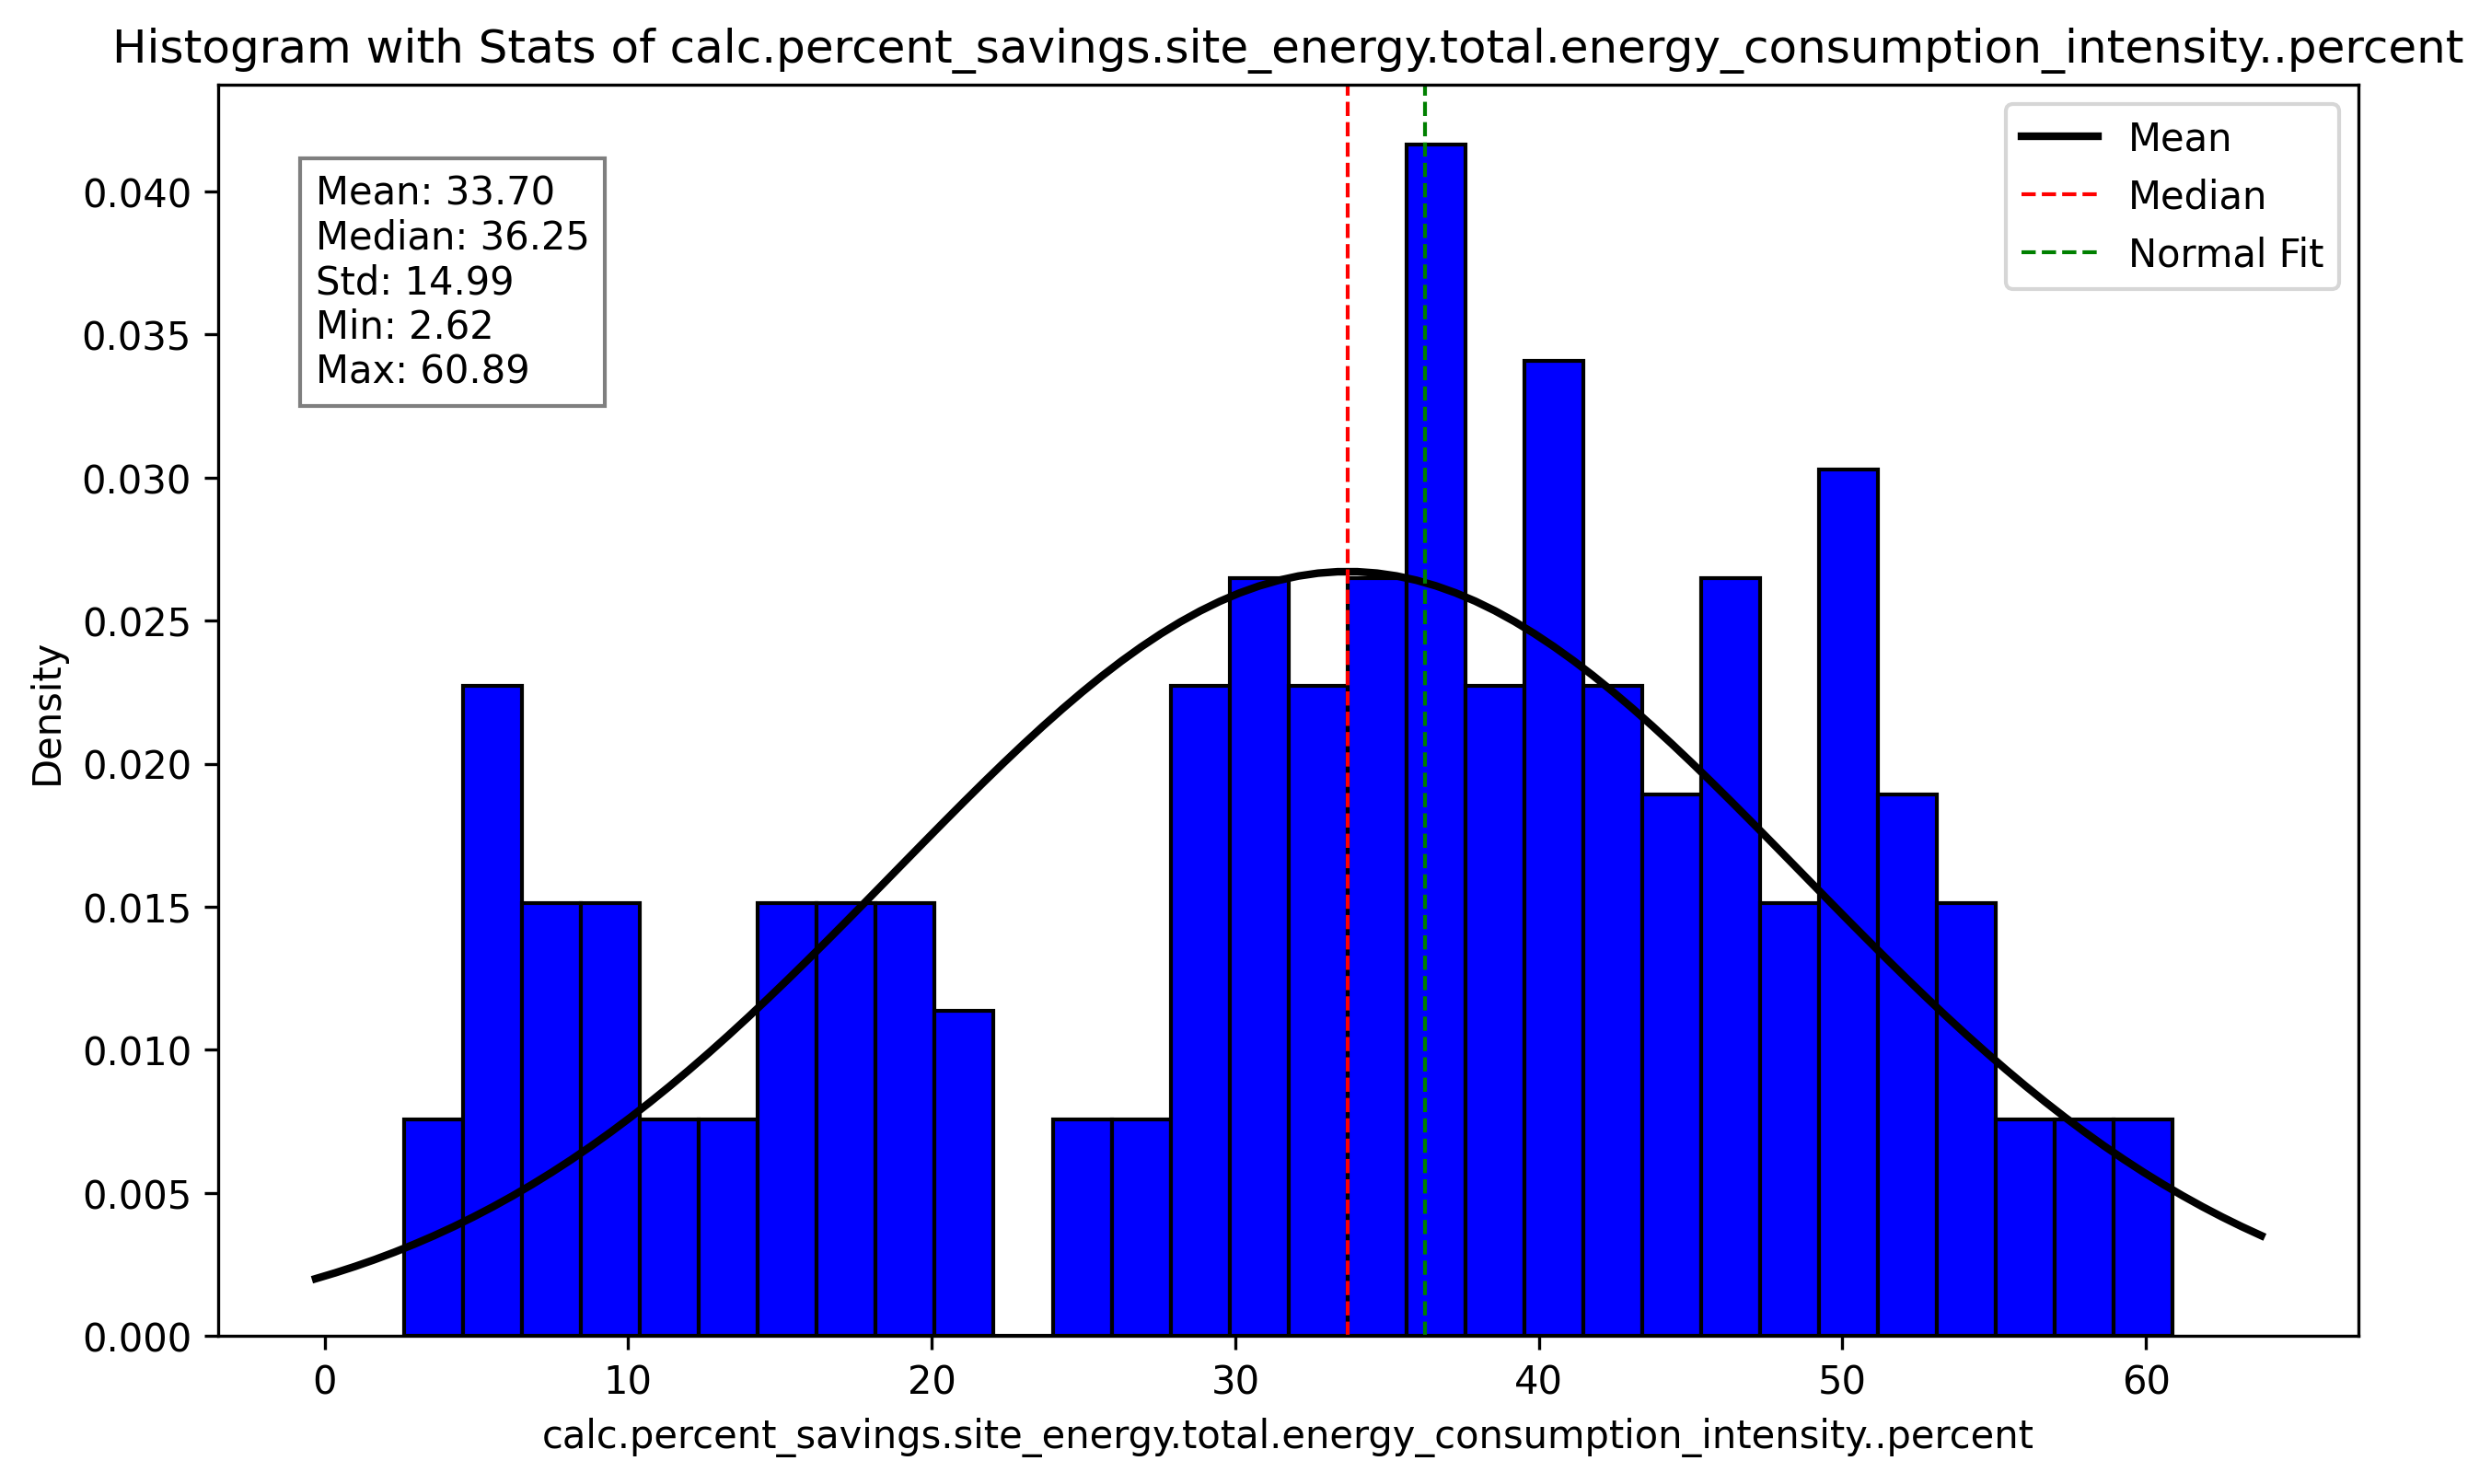 Histogram with Stats of calc.percent_savings.site_energy.total.energy_consumption_intensity..percent
Mean
Median
Normal Fit
Mean: 33.70
Median: 36.25
Std: 14.99
Min: 2.62
Max: 60.89
Density
0.040
0.035
0.030
0.025
0.020
0.015
0.010
0.005
0.000
0 10 20 30 40 50 60
calc.percent_savings.site_energy.total.energy_consumption_intensity..percent